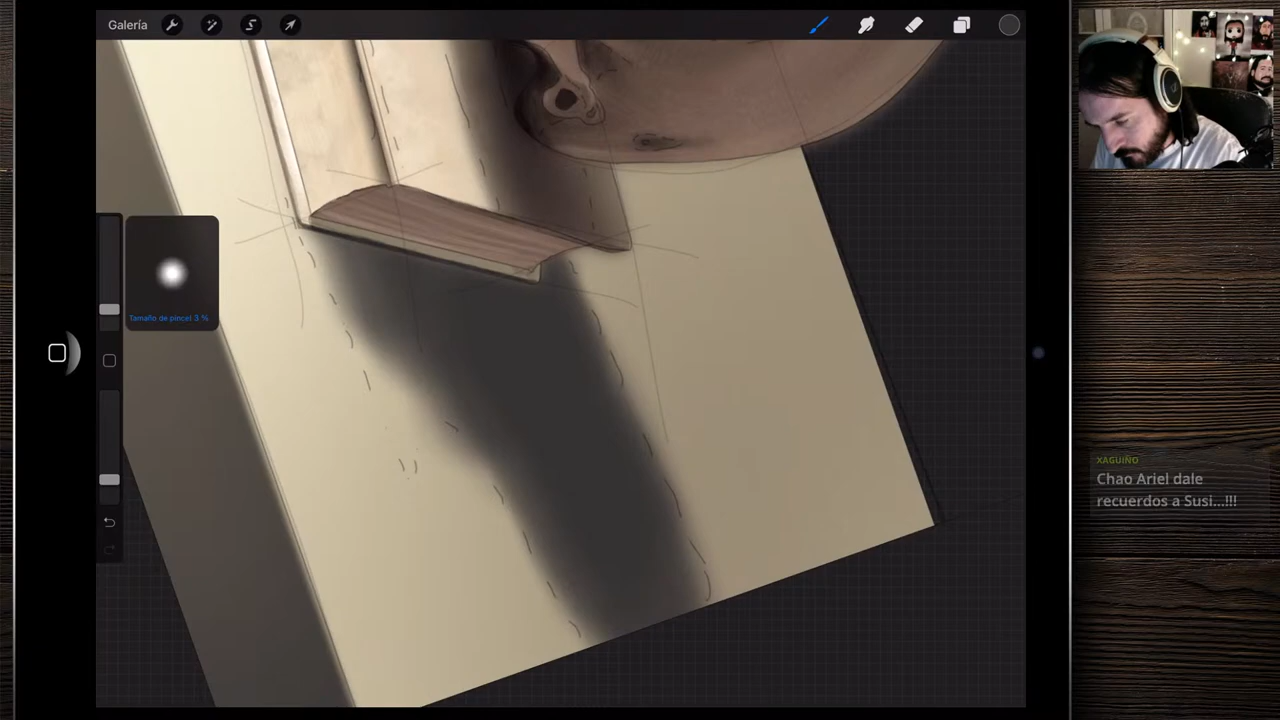 Galería
Tamaño de pincel 3 %
XAGUIÑO
Chao Ariel dale
recuerdos a Susi...!!!